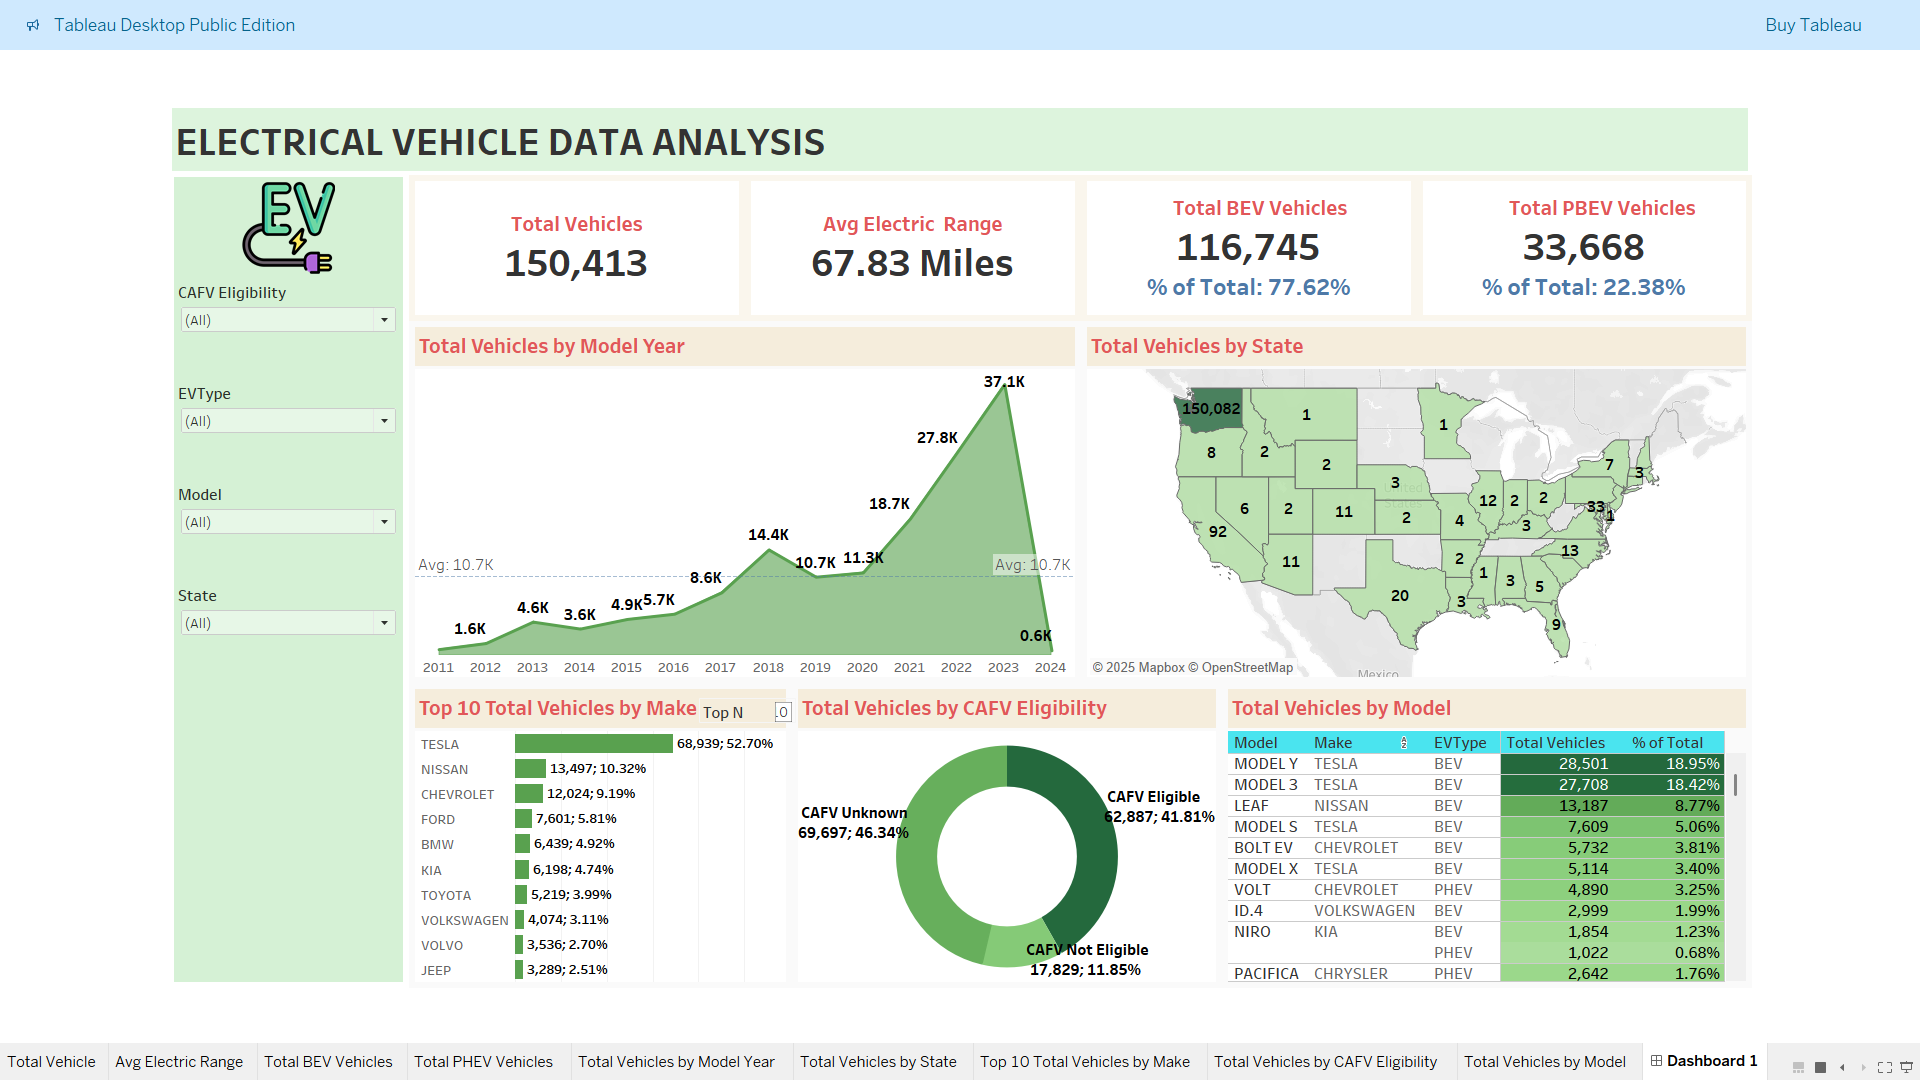 Tableau Desktop Public Edition
Buy Tableau
ELECTRICAL VEHICLE DATA ANALYSIS
EV
CAFV Eligibility
(All)
EVType
(All)
Model
(All)
State
(All)
Total Vehicles
150,413
Avg Electric Range
67.83 Miles
Total BEV Vehicles
116,745
% of Total: 77.62%
Total PBEV Vehicles
33,668
% of Total: 22.38%
Total Vehicles by Model Year
37.1K
27.8K
18.7K
14.4K
10.7K
11.3K
Avg: 10.7K
Avg: 10.7K
8.6K
4.6K
3.6K
4.9K
5.7K
1.6K
0.6K
2011 2012 2013 2014 2015 2016 2017 2018 2019 2020 2021 2022 2023 2024
Total Vehicles by State
150,082
1
1
8
2
2
7
3
3
92
6
2
11
2
4
12
2
2
33
1
3
13
11
20
2
1
3
5
3
9
United States
Mexico
© 2025 Mapbox © OpenStreetMap
Top 10 Total Vehicles by Make
Top N
TESLA 68,939; 52.70%
NISSAN 13,497; 10.32%
CHEVROLET 12,024; 9.19%
FORD 7,601; 5.81%
BMW 6,439; 4.92%
KIA 6,198; 4.74%
TOYOTA 5,219; 3.99%
VOLKSWAGEN 4,074; 3.11%
VOLVO 3,536; 2.70%
JEEP 3,289; 2.51%
Total Vehicles by CAFV Eligibility
CAFV Eligible
62,887; 41.81%
CAFV Unknown
69,697; 46.34%
CAFV Not Eligible
17,829; 11.85%
Total Vehicles by Model
Model Make EVType Total Vehicles % of Total
MODEL Y TESLA BEV 28,501 18.95%
MODEL 3 TESLA BEV 27,708 18.42%
LEAF NISSAN BEV 13,187 8.77%
MODEL S TESLA BEV 7,609 5.06%
BOLT EV CHEVROLET BEV 5,732 3.81%
MODEL X TESLA BEV 5,114 3.40%
VOLT CHEVROLET PHEV 4,890 3.25%
ID.4 VOLKSWAGEN BEV 2,999 1.99%
NIRO KIA BEV 1,854 1.23%
PHEV 1,022 0.68%
PACIFICA CHRYSLER PHEV 2,642 1.76%
Total Vehicle
Avg Electric Range
Total BEV Vehicles
Total PHEV Vehicles
Total Vehicles by Model Year
Total Vehicles by State
Top 10 Total Vehicles by Make
Total Vehicles by CAFV Eligibility
Total Vehicles by Model
Dashboard 1